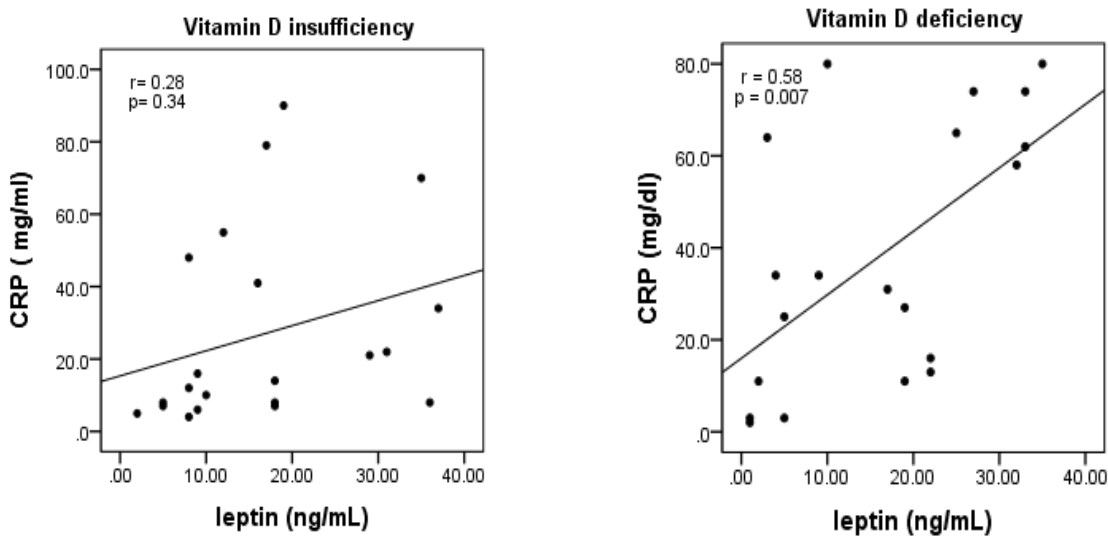 Vitamin D insufficiency
r= 0.28
p= 0.34
100.0
80.0
60.0
40.0
20.0
.0
CRP ( mg/ml)
.00 10.00 20.00 30.00 40.00
leptin (ng/mL)
Vitamin D deficiency
r = 0.58
p = 0.007
80.0
60.0
40.0
20.0
.0
CRP (mg/dl)
.00 10.00 20.00 30.00 40.00
leptin (ng/mL)